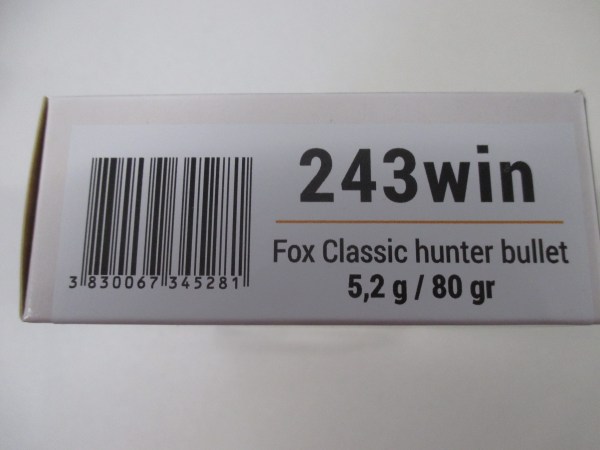 243win
Fox Classic hunter bullet
5,2 g / 80 gr
3 830067 345281